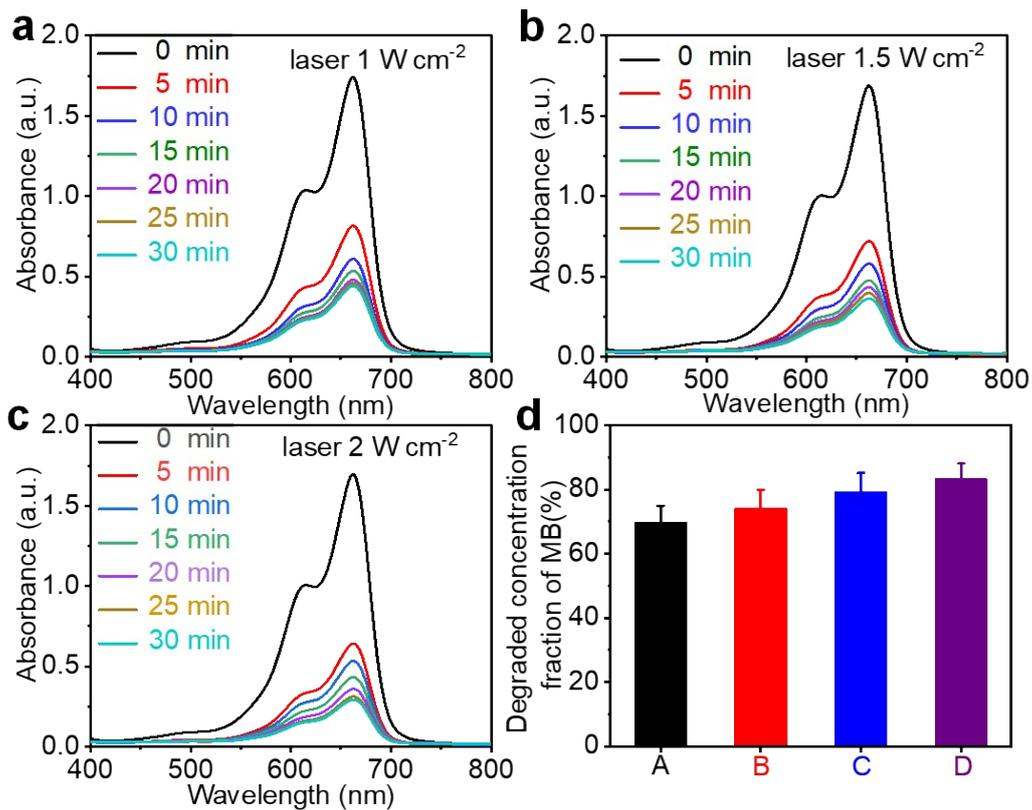 a
laser 1 W cm-2
0 min
5 min
10 min
15 min
20 min
25 min
30 min
2.0
1.5
1.0
0.5
0.0
400 500 600 700 800
Absorbance (a.u.)
Wavelength (nm)
b
laser 1.5 W cm-2
0 min
5 min
10 min
15 min
20 min
25 min
30 min
2.0
1.5
1.0
0.5
0.0
400 500 600 700 800
Absorbance (a.u.)
Wavelength (nm)
c
laser 2 W cm-2
0 min
5 min
10 min
15 min
20 min
25 min
30 min
2.0
1.5
1.0
0.5
0.0
400 500 600 700 800
Absorbance (a.u.)
Wavelength (nm)
d
100
80
60
40
20
0
A B C D
Degraded concentration
fraction of MB(%)